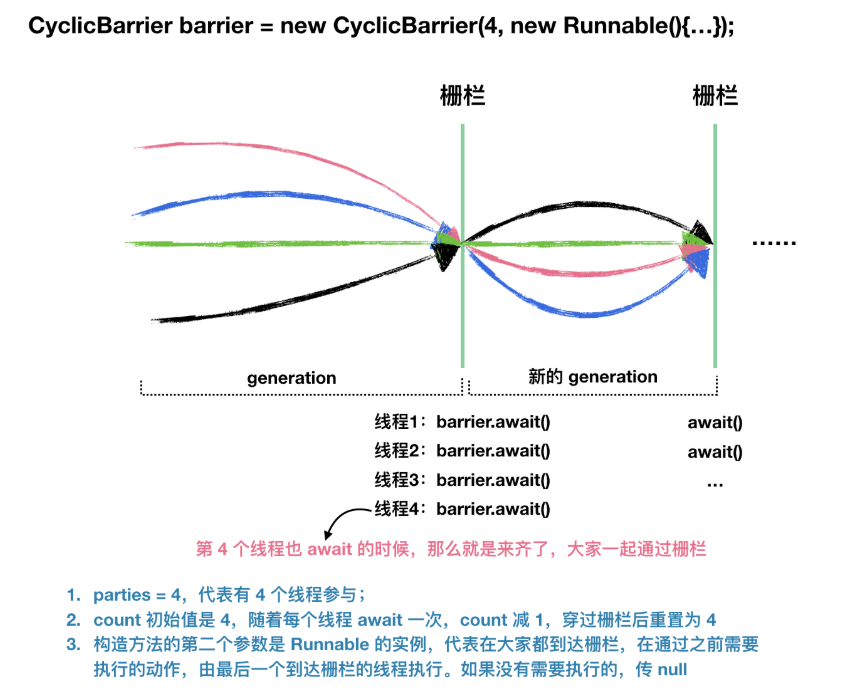 CyclicBarrier barrier = new CyclicBarrier(4, new Runnable(){…});
栅栏 栅栏
……
generation 新的 generation
线程1：barrier.await() await()
线程2：barrier.await() await()
线程3：barrier.await() …
线程4：barrier.await()
第 4 个线程也 await 的时候，那么就是来齐了，大家一起通过栅栏
1. parties = 4，代表有 4 个线程参与；
2. count 初始值是 4，随着每个线程 await 一次，count 减 1，穿过栅栏后重置为 4
3. 构造方法的第二个参数是 Runnable 的实例，代表在大家都到达栅栏，在通过之前需要
执行的动作，由最后一个到达栅栏的线程执行。如果没有需要执行的，传 null